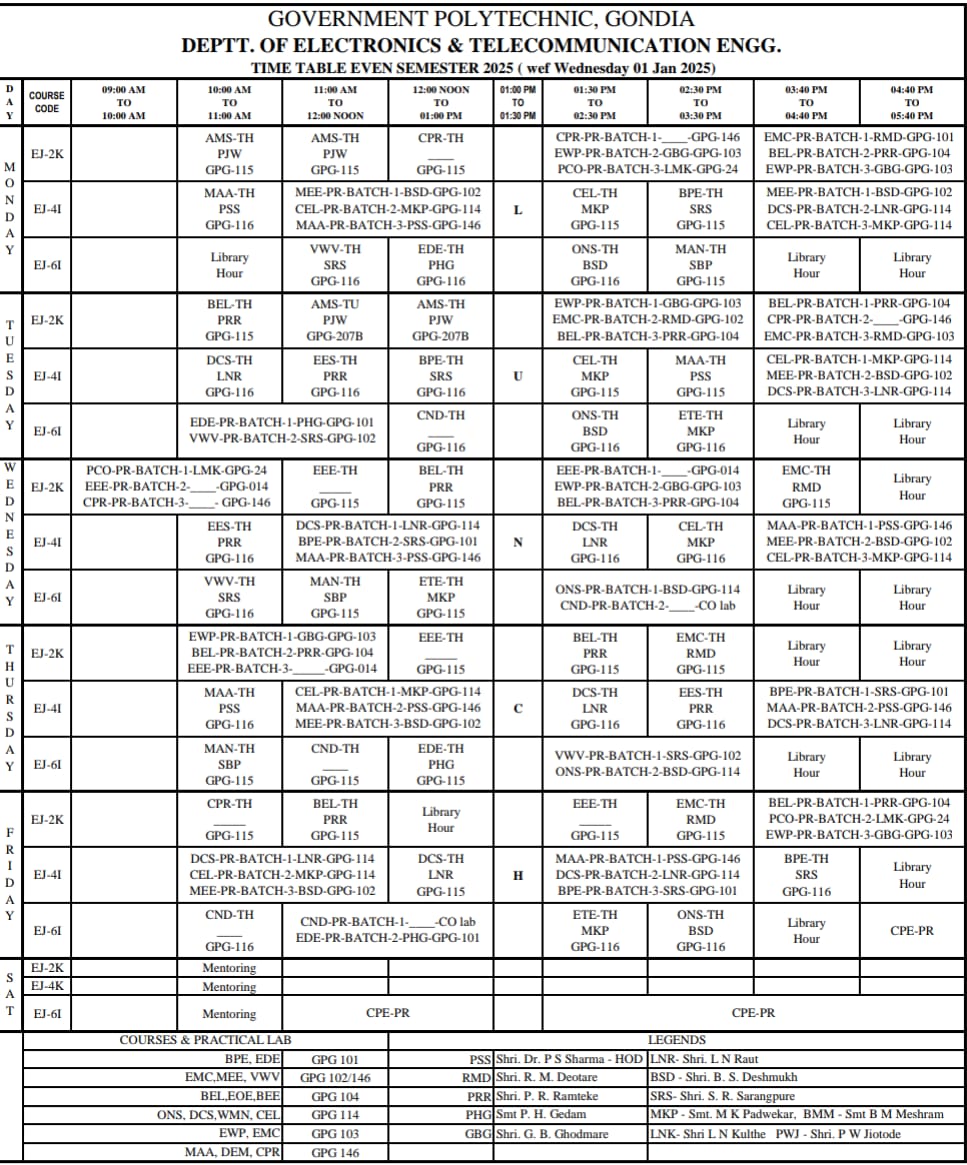 GOVERNMENT POLYTECHNIC, GONDIA
DEPTT. OF ELECTRONICS & TELECOMMUNICATION ENGG.
TIME TABLE EVEN SEMESTER 2025 ( wef Wednesday 01 Jan 2025)
DAY COURSE CODE 09:00 AM TO 10:00 AM 10:00 AM TO 11:00 AM 11:00 AM TO 12:00 NOON 12:00 NOON TO 01:00 PM 01:00 PM TO 01:30 PM 01:30 PM TO 02:30 PM 02:30 PM TO 03:30 PM 03:40 PM TO 04:40 PM 04:40 PM TO 05:40 PM
MONDAY
EJ-2K
AMS-TH PJW GPG-115
AMS-TH PJW GPG-115
CPR-TH ____ GPG-115
CPR-PR-BATCH-1-____-GPG-146
EWP-PR-BATCH-2-GBG-GPG-103
PCO-PR-BATCH-3-LMK-GPG-24
EMC-PR-BATCH-1-RMD-GPG-101
BEL-PR-BATCH-2-PRR-GPG-104
EWP-PR-BATCH-3-GBG-GPG-103
EJ-4I
MAA-TH PSS GPG-116
MEE-PR-BATCH-1-BSD-GPG-102
CEL-PR-BATCH-2-MKP-GPG-114
MAA-PR-BATCH-3-PSS-GPG-146
L
CEL-TH MKP GPG-115
BPE-TH SRS GPG-115
MEE-PR-BATCH-1-BSD-GPG-102
DCS-PR-BATCH-2-LNR-GPG-114
CEL-PR-BATCH-3-MKP-GPG-114
EJ-6I
Library Hour
VWV-TH SRS GPG-116
EDE-TH PHG GPG-116
ONS-TH BSD GPG-116
MAN-TH SBP GPG-115
Library Hour
Library Hour
TUESDAY
EJ-2K
BEL-TH PRR GPG-115
AMS-TU PJW GPG-207B
AMS-TH PJW GPG-207B
EWP-PR-BATCH-1-GBG-GPG-103
EMC-PR-BATCH-2-RMD-GPG-102
BEL-PR-BATCH-3-PRR-GPG-104
BEL-PR-BATCH-1-PRR-GPG-104
CPR-PR-BATCH-2-____-GPG-146
EMC-PR-BATCH-3-RMD-GPG-103
EJ-4I
DCS-TH LNR GPG-116
EES-TH PRR GPG-116
BPE-TH SRS GPG-116
U
CEL-TH MKP GPG-115
MAA-TH PSS GPG-115
CEL-PR-BATCH-1-MKP-GPG-114
MEE-PR-BATCH-2-BSD-GPG-102
DCS-PR-BATCH-3-LNR-GPG-114
EJ-6I
EDE-PR-BATCH-1-PHG-GPG-101
VWV-PR-BATCH-2-SRS-GPG-102
CND-TH ____ GPG-116
ONS-TH BSD GPG-116
ETE-TH MKP GPG-116
Library Hour
Library Hour
WEDNESDAY
EJ-2K
PCO-PR-BATCH-1-LMK-GPG-24
EEE-PR-BATCH-2-____-GPG-014
CPR-PR-BATCH-3-____- GPG-146
EEE-TH ____ GPG-115
BEL-TH PRR GPG-115
EEE-PR-BATCH-1-____-GPG-014
EWP-PR-BATCH-2-GBG-GPG-103
BEL-PR-BATCH-3-PRR-GPG-104
EMC-TH RMD GPG-115
Library Hour
EJ-4I
EES-TH PRR GPG-116
DCS-PR-BATCH-1-LNR-GPG-114
BPE-PR-BATCH-2-SRS-GPG-101
MAA-PR-BATCH-3-PSS-GPG-146
N
DCS-TH LNR GPG-116
CEL-TH MKP GPG-116
MAA-PR-BATCH-1-PSS-GPG-146
MEE-PR-BATCH-2-BSD-GPG-102
CEL-PR-BATCH-3-MKP-GPG-114
EJ-6I
VWV-TH SRS GPG-116
MAN-TH SBP GPG-115
ETE-TH MKP GPG-115
ONS-PR-BATCH-1-BSD-GPG-114
CND-PR-BATCH-2-____-CO lab
Library Hour
Library Hour
THURSDAY
EJ-2K
EWP-PR-BATCH-1-GBG-GPG-103
BEL-PR-BATCH-2-PRR-GPG-104
EEE-PR-BATCH-3-_____-GPG-014
EEE-TH ____ GPG-115
BEL-TH PRR GPG-115
EMC-TH RMD GPG-115
Library Hour
Library Hour
EJ-4I
MAA-TH PSS GPG-116
CEL-PR-BATCH-1-MKP-GPG-114
MAA-PR-BATCH-2-PSS-GPG-146
MEE-PR-BATCH-3-BSD-GPG-102
C
DCS-TH LNR GPG-116
EES-TH PRR GPG-116
BPE-PR-BATCH-1-SRS-GPG-101
MAA-PR-BATCH-2-PSS-GPG-146
DCS-PR-BATCH-3-LNR-GPG-114
EJ-6I
MAN-TH SBP GPG-115
CND-TH ____ GPG-115
EDE-TH PHG GPG-115
VWV-PR-BATCH-1-SRS-GPG-102
ONS-PR-BATCH-2-BSD-GPG-114
Library Hour
Library Hour
FRIDAY
EJ-2K
CPR-TH _____ GPG-115
BEL-TH PRR GPG-115
Library Hour
EEE-TH _____ GPG-115
EMC-TH RMD GPG-115
BEL-PR-BATCH-1-PRR-GPG-104
PCO-PR-BATCH-2-LMK-GPG-24
EWP-PR-BATCH-3-GBG-GPG-103
EJ-4I
DCS-PR-BATCH-1-LNR-GPG-114
CEL-PR-BATCH-2-MKP-GPG-114
MEE-PR-BATCH-3-BSD-GPG-102
DCS-TH LNR GPG-115
H
MAA-PR-BATCH-1-PSS-GPG-146
DCS-PR-BATCH-2-LNR-GPG-114
BPE-PR-BATCH-3-SRS-GPG-101
BPE-TH SRS GPG-116
Library Hour
EJ-6I
CND-TH ____ GPG-116
CND-PR-BATCH-1-____-CO lab
EDE-PR-BATCH-2-PHG-GPG-101
ETE-TH MKP GPG-116
ONS-TH BSD GPG-116
Library Hour
CPE-PR
SAT
EJ-2K Mentoring
EJ-4K Mentoring
EJ-6I Mentoring CPE-PR CPE-PR
COURSES & PRACTICAL LAB LEGENDS
BPE, EDE GPG 101 PSS Shri. Dr. P S Sharma - HOD LNR- Shri. L N Raut
EMC,MEE, VWV GPG 102/146 RMD Shri. R. M. Deotare BSD - Shri. B. S. Deshmukh
BEL,EOE,BEE GPG 104 PRR Shri. P. R. Ramteke SRS- Shri. S. R. Sarangpure
ONS, DCS,WMN, CEL GPG 114 PHG Smt P. H. Gedam MKP - Smt. M K Padwekar, BMM - Smt B M Meshram
EWP, EMC GPG 103 GBG Shri. G. B. Ghodmare LNK- Shri L N Kulthe PWJ - Shri. P W Jiotode
MAA, DEM, CPR GPG 146